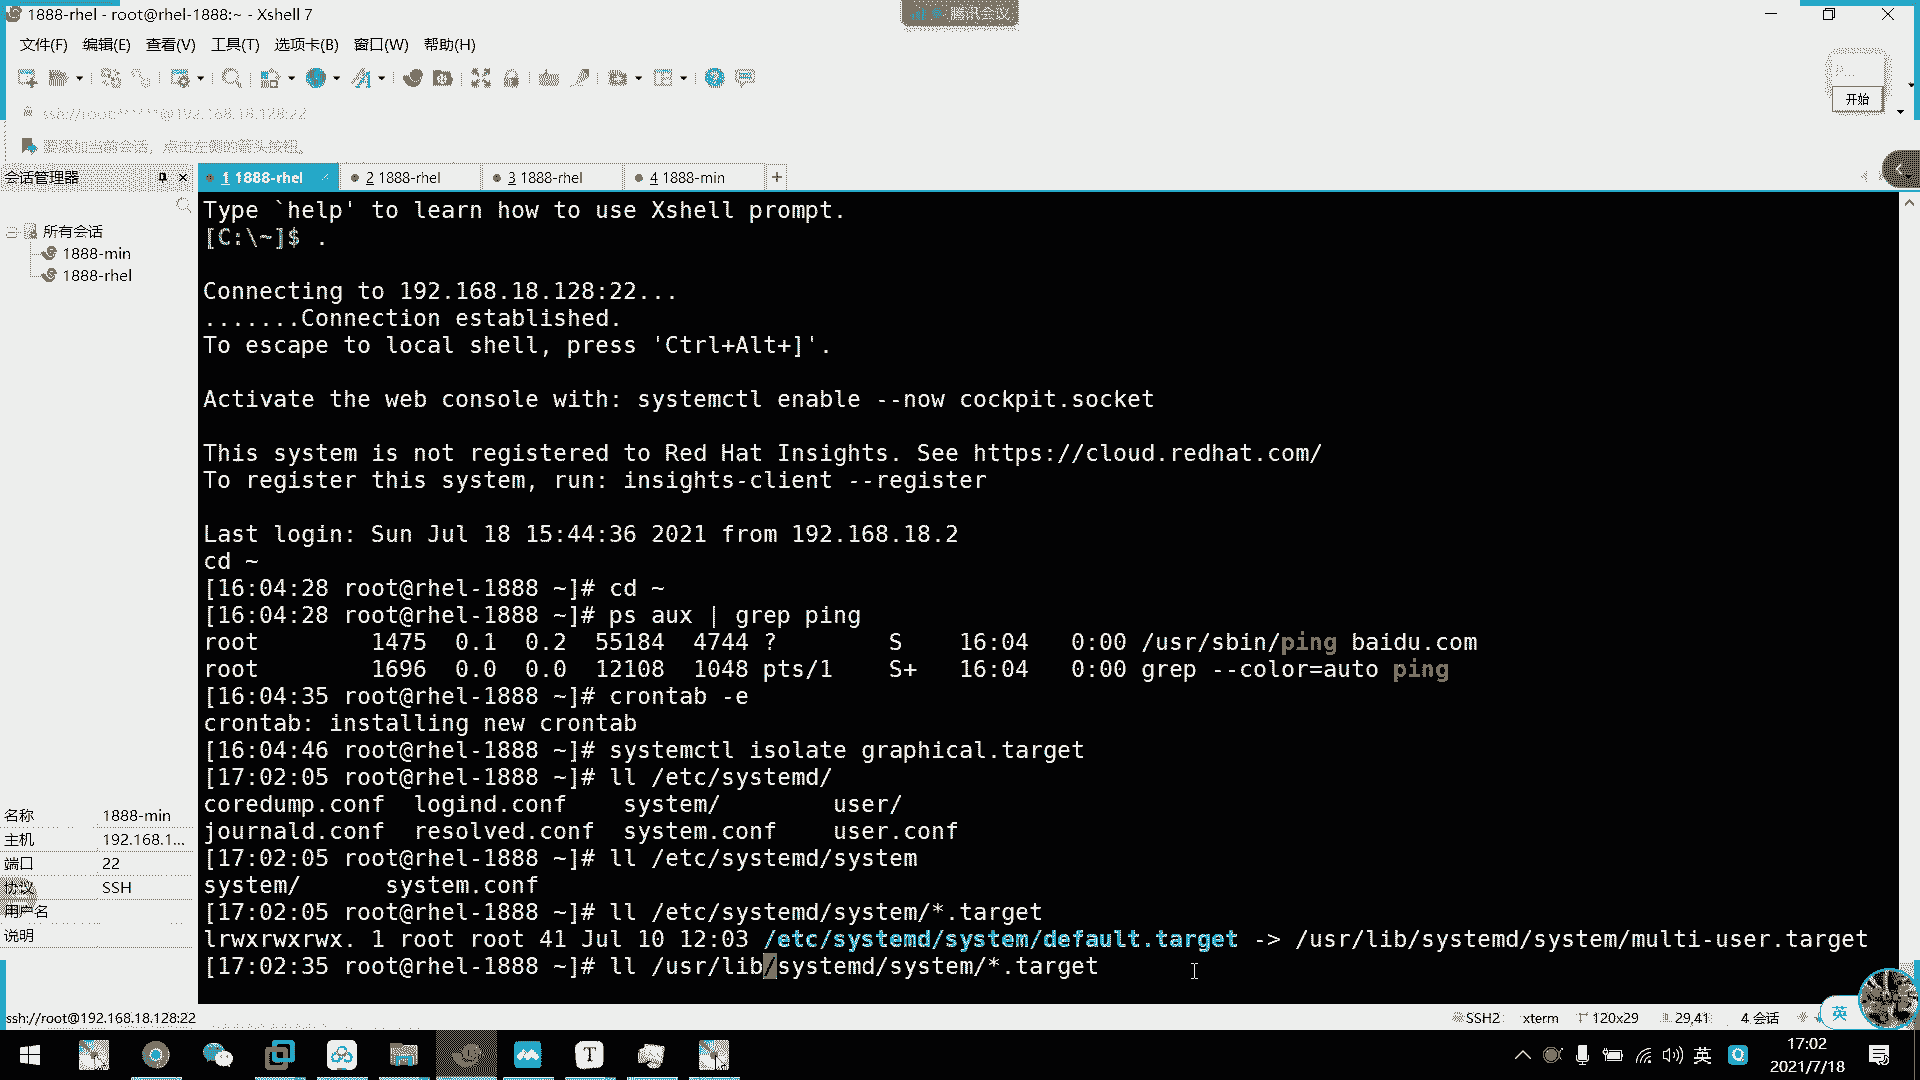 1888-rhel - root@rhel-1888:~ - Xshell 7
腾讯会议
文件(F) 编辑(E) 查看(V) 工具(T) 选项卡(B) 窗口(W) 帮助(H)
开始
ssh://root:*****@192.168.18.128:22
要添加当前会话，点击左侧的箭头按钮。
会话管理器
1 1888-rhel
2 1888-rhel
3 1888-rhel
4 1888-min
+
所有会话
1888-min
1888-rhel
Type `help' to learn how to use Xshell prompt.
[C:\~]$ .
Connecting to 192.168.18.128:22...
.......Connection established.
To escape to local shell, press 'Ctrl+Alt+]'.
Activate the web console with: systemctl enable --now cockpit.socket
This system is not registered to Red Hat Insights. See https://cloud.redhat.com/
To register this system, run: insights-client --register
Last login: Sun Jul 18 15:44:36 2021 from 192.168.18.2
cd ~
[16:04:28 root@rhel-1888 ~]# cd ~
[16:04:28 root@rhel-1888 ~]# ps aux | grep ping
root 1475 0.1 0.2 55184 4744 ? S 16:04 0:00 /usr/sbin/ping baidu.com
root 1696 0.0 0.0 12108 1048 pts/1 S+ 16:04 0:00 grep --color=auto ping
[16:04:35 root@rhel-1888 ~]# crontab -e
crontab: installing new crontab
[16:04:46 root@rhel-1888 ~]# systemctl isolate graphical.target
[17:02:05 root@rhel-1888 ~]# ll /etc/systemd/
coredump.conf logind.conf system/ user/
journald.conf resolved.conf system.conf user.conf
[17:02:05 root@rhel-1888 ~]# ll /etc/systemd/system
system/ system.conf
[17:02:05 root@rhel-1888 ~]# ll /etc/systemd/system/*.target
lrwxrwxrwx. 1 root root 41 Jul 10 12:03 /etc/systemd/system/default.target -> /usr/lib/systemd/system/multi-user.target
[17:02:35 root@rhel-1888 ~]# ll /usr/lib/systemd/system/*.target
名称 1888-min
主机 192.168.1...
端口 22
协议 SSH
用户名
说明
ssh://root@192.168.18.128:22
SSH2 xterm 120x29 29,41 4 会话
英
英
17:02
2021/7/18